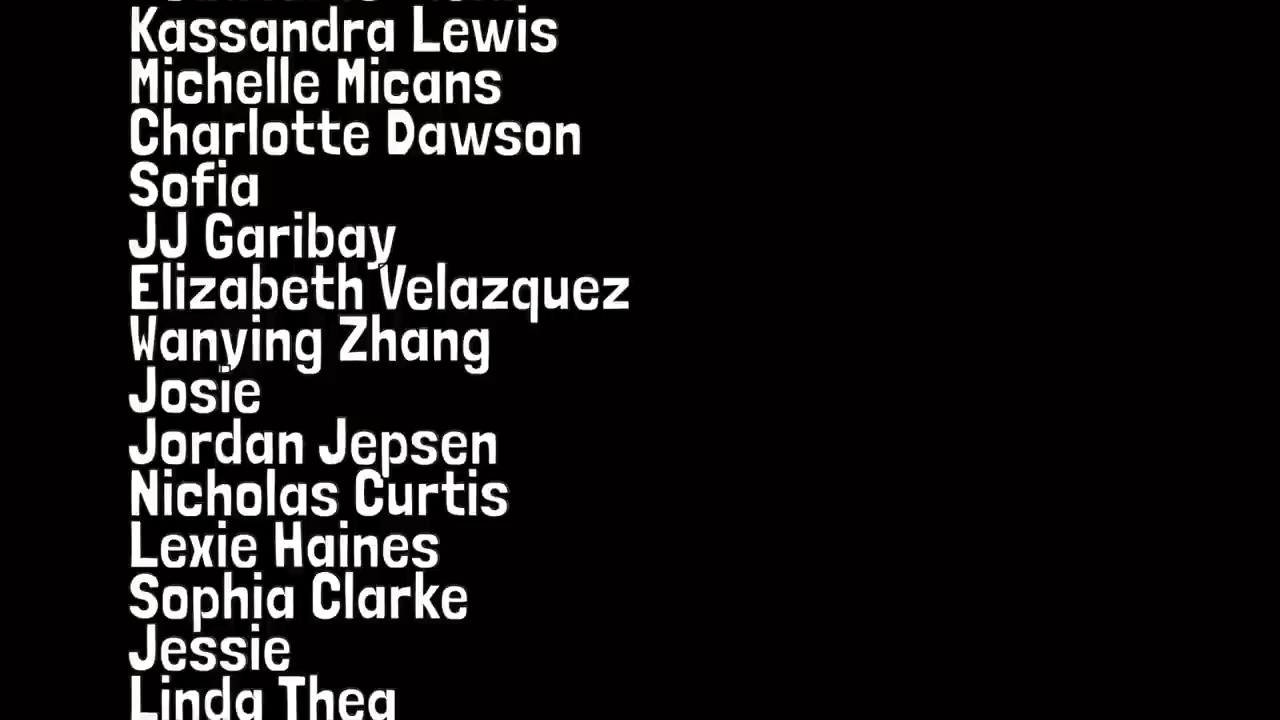 Kassandra Lewis
Michelle Micans
Charlotte Dawson
Sofia
JJ Garibay
Elizabeth Velazquez
Wanying Zhang
Josie
Jordan Jepsen
Nicholas Curtis
Lexie Haines
Sophia Clarke
Jessie
Linda Thea